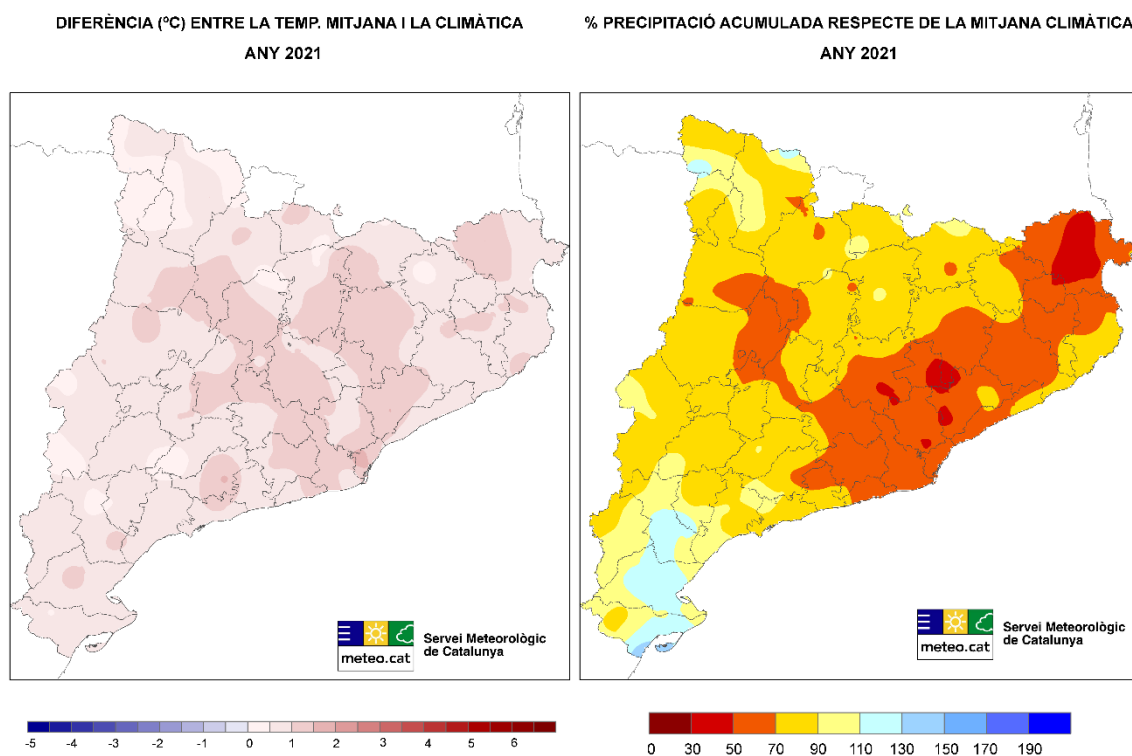 DIFERÈNCIA (ºC) ENTRE LA TEMP. MITJANA I LA CLIMÀTICA
ANY 2021
% PRECIPITACIÓ ACUMULADA RESPECTE DE LA MITJANA CLIMÀTICA
ANY 2021
meteo.cat
Servei Meteorològic
de Catalunya
meteo.cat
Servei Meteorològic
de Catalunya
-5 -4 -3 -2 -1 0 1 2 3 4 5 6
0 30 50 70 90 110 130 150 170 190